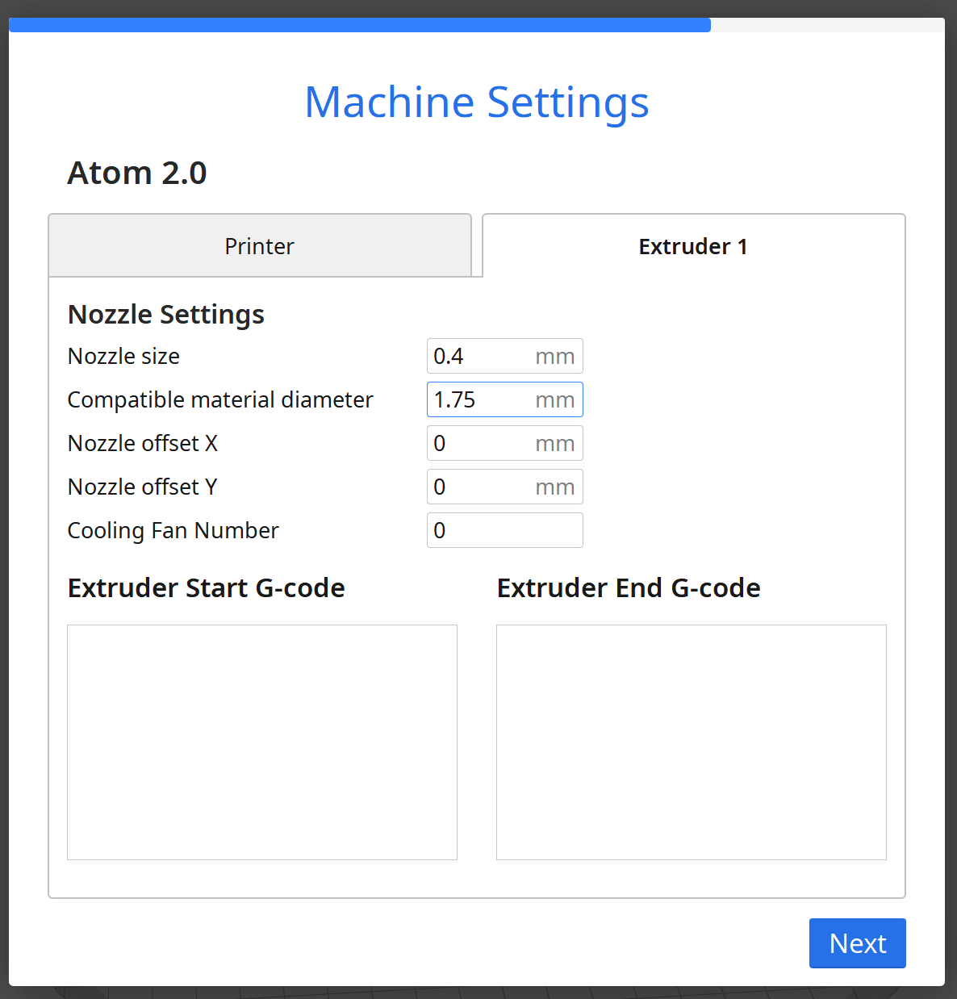 Machine Settings
Atom 2.0
Printer
Extruder 1
Nozzle Settings
Nozzle size 0.4 mm
Compatible material diameter 1.75 mm
Nozzle offset X 0 mm
Nozzle offset Y 0 mm
Cooling Fan Number 0
Extruder Start G-code
Extruder End G-code
Next